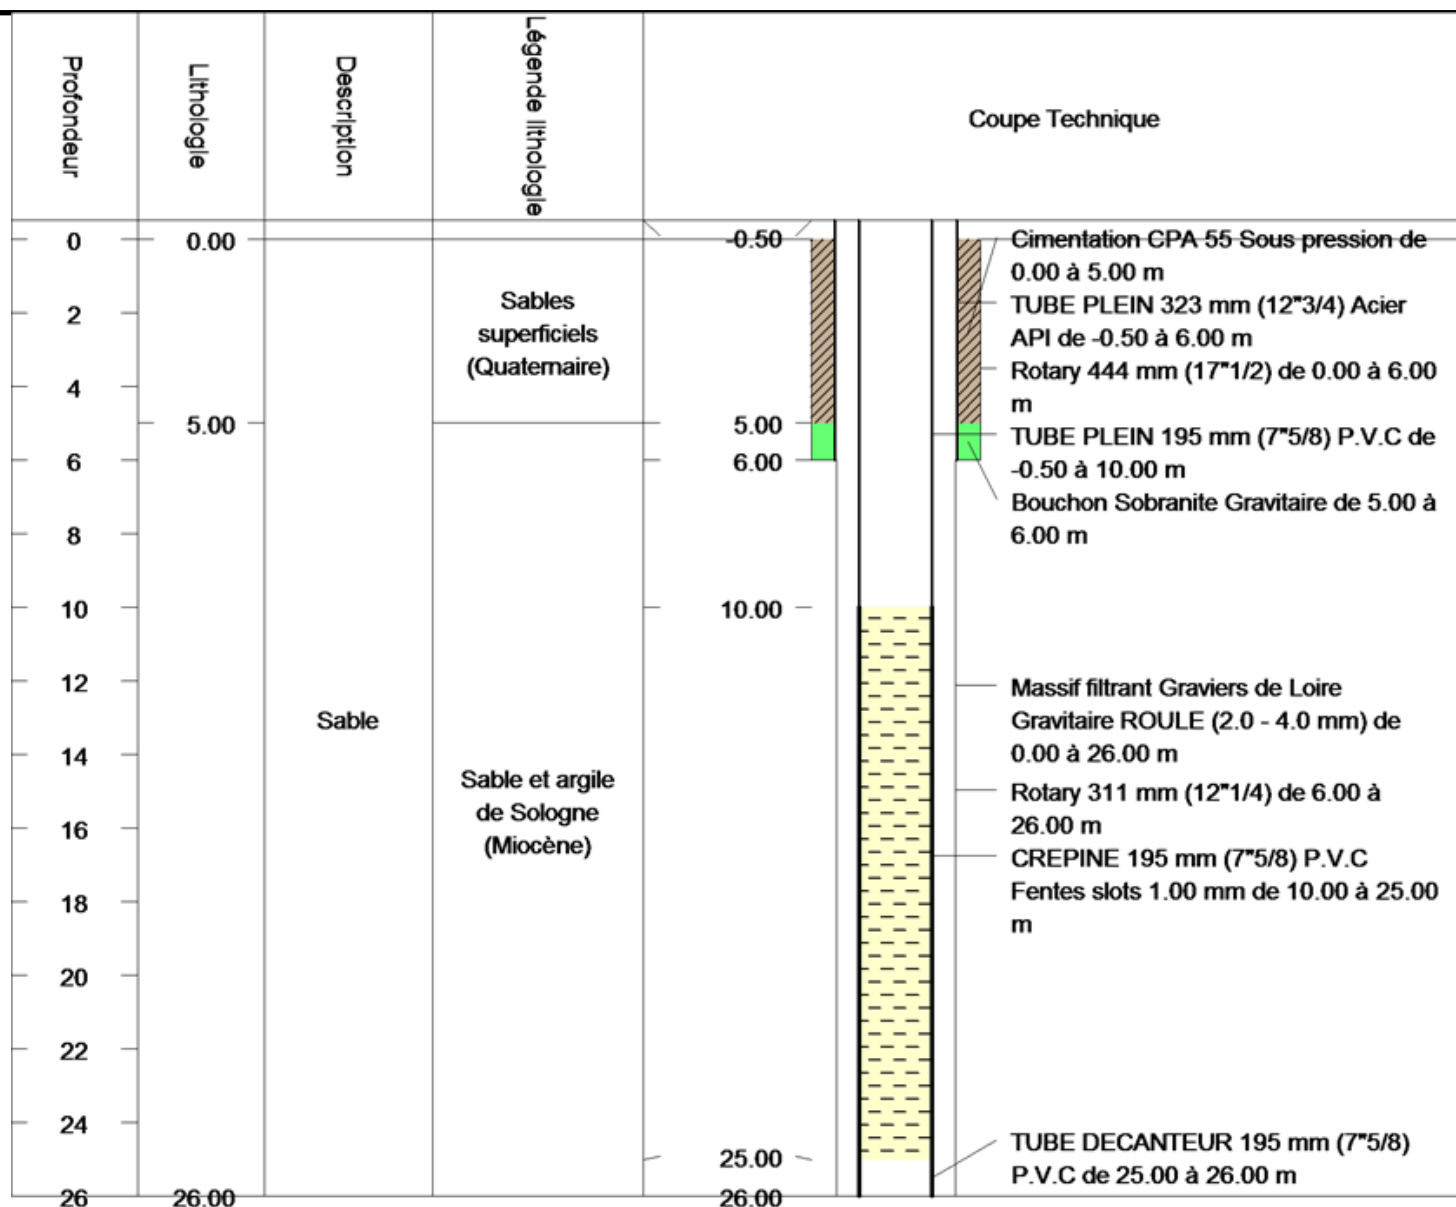 Profondeur
Lithologie
Description
Légende lithologie
Coupe Technique
0
2
4
6
8
10
12
14
16
18
20
22
24
26
0.00
5.00
26.00
Sable
Sables
superficiels
(Quaternaire)
Sable et argile
de Sologne
(Miocène)
-0.50
5.00
6.00
10.00
25.00
26.00
Cimentation CPA 55 Sous pression de
0.00 à 5.00 m
TUBE PLEIN 323 mm (12"3/4) Acier
API de -0.50 à 6.00 m
Rotary 444 mm (17"1/2) de 0.00 à 6.00
m
TUBE PLEIN 195 mm (7"5/8) P.V.C de
-0.50 à 10.00 m
Bouchon Sobranite Gravitaire de 5.00 à
6.00 m
Massif filtrant Graviers de Loire
Gravitaire ROULE (2.0 - 4.0 mm) de
0.00 à 26.00 m
Rotary 311 mm (12"1/4) de 6.00 à
26.00 m
CREPINE 195 mm (7"5/8) P.V.C
Fentes slots 1.00 mm de 10.00 à 25.00
m
TUBE DECANTEUR 195 mm (7"5/8)
P.V.C de 25.00 à 26.00 m